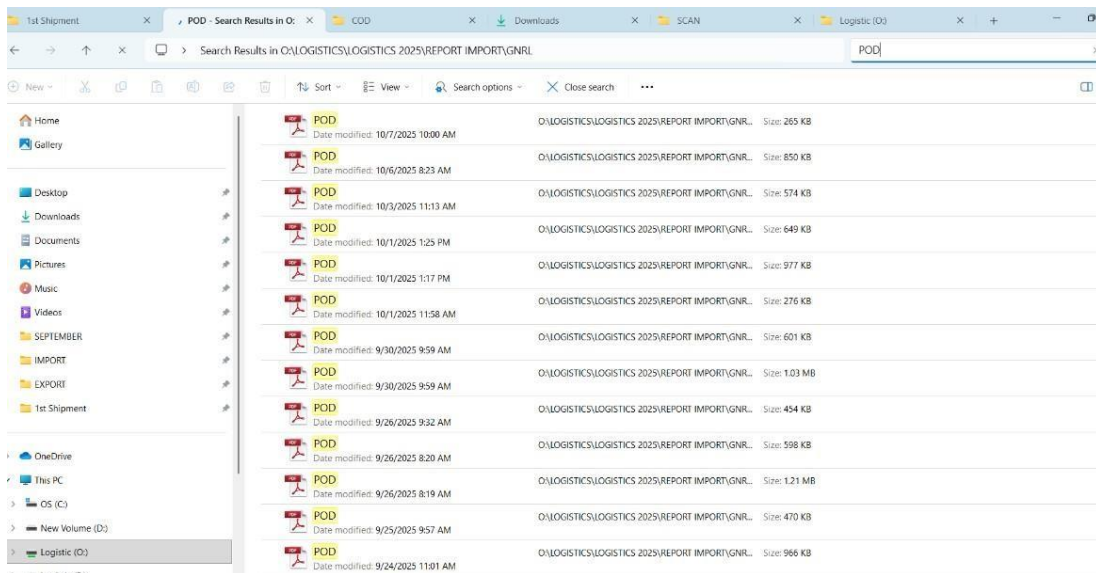 1st Shipment
POD - Search Results in O:
COD
Downloads
SCAN
Logistic (O:)
Search Results in O:\LOGISTICS\LOGISTICS 2025\REPORT IMPORT\GNRL
POD
New
Sort
View
Search options
Close search
Home
Gallery
Desktop
Downloads
Documents
Pictures
Music
Videos
SEPTEMBER
IMPORT
EXPORT
1st Shipment
OneDrive
This PC
OS (C:)
New Volume (D:)
Logistic (O:)
POD O:\LOGISTICS\LOGISTICS 2025\REPORT IMPORT\GNR... Size: 265 KB
Date modified: 10/7/2025 10:00 AM
POD O:\LOGISTICS\LOGISTICS 2025\REPORT IMPORT\GNR... Size: 850 KB
Date modified: 10/6/2025 8:23 AM
POD O:\LOGISTICS\LOGISTICS 2025\REPORT IMPORT\GNR... Size: 574 KB
Date modified: 10/3/2025 11:13 AM
POD O:\LOGISTICS\LOGISTICS 2025\REPORT IMPORT\GNR... Size: 649 KB
Date modified: 10/1/2025 1:25 PM
POD O:\LOGISTICS\LOGISTICS 2025\REPORT IMPORT\GNR... Size: 977 KB
Date modified: 10/1/2025 1:17 PM
POD O:\LOGISTICS\LOGISTICS 2025\REPORT IMPORT\GNR... Size: 276 KB
Date modified: 10/1/2025 11:58 AM
POD O:\LOGISTICS\LOGISTICS 2025\REPORT IMPORT\GNR... Size: 601 KB
Date modified: 9/30/2025 9:59 AM
POD O:\LOGISTICS\LOGISTICS 2025\REPORT IMPORT\GNR... Size: 1.03 MB
Date modified: 9/30/2025 9:59 AM
POD O:\LOGISTICS\LOGISTICS 2025\REPORT IMPORT\GNR... Size: 454 KB
Date modified: 9/26/2025 9:32 AM
POD O:\LOGISTICS\LOGISTICS 2025\REPORT IMPORT\GNR... Size: 598 KB
Date modified: 9/26/2025 8:20 AM
POD O:\LOGISTICS\LOGISTICS 2025\REPORT IMPORT\GNR... Size: 1.21 MB
Date modified: 9/26/2025 8:19 AM
POD O:\LOGISTICS\LOGISTICS 2025\REPORT IMPORT\GNR... Size: 470 KB
Date modified: 9/25/2025 9:57 AM
POD O:\LOGISTICS\LOGISTICS 2025\REPORT IMPORT\GNR... Size: 966 KB
Date modified: 9/24/2025 11:01 AM